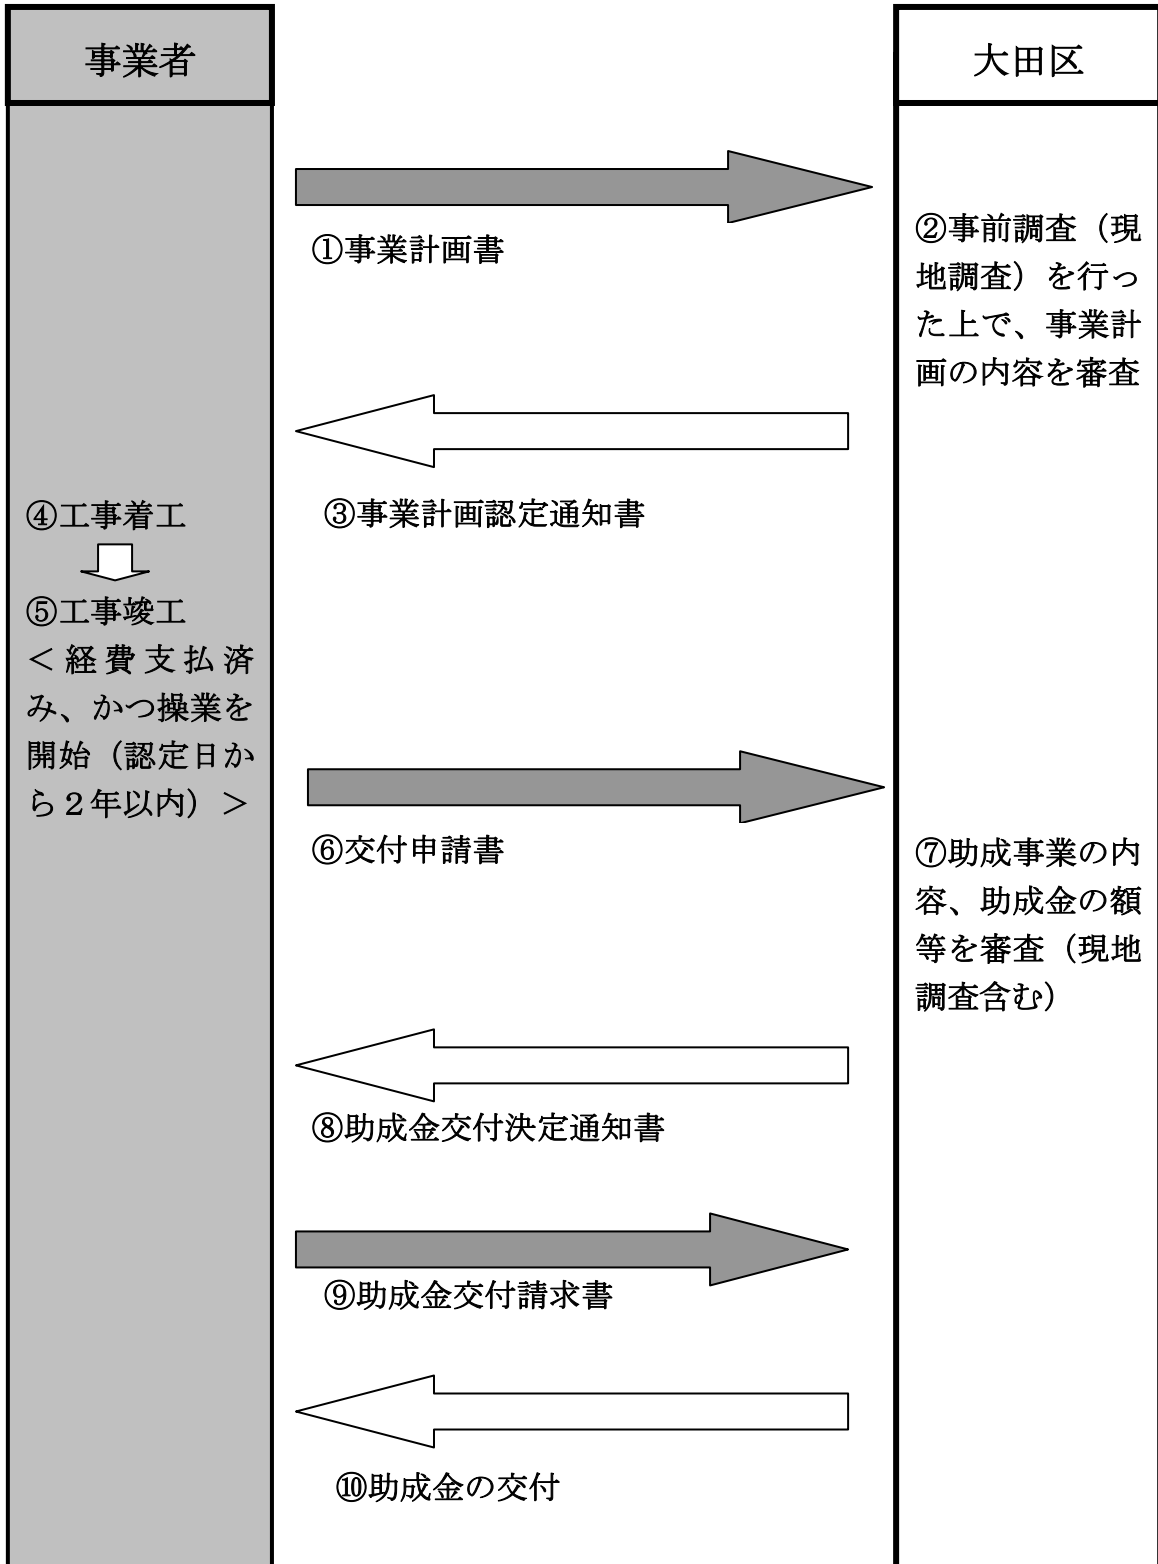 事業者
大田区
①事業計画書
②事前調査（現
地調査）を行っ
た上で、事業計
画の内容を審査
③事業計画認定通知書
④工事着工
⑤工事竣工
＜経費支払済
み、かつ操業を
開始（認定日か
ら２年以内）＞
⑥交付申請書
⑦助成事業の内
容、助成金の額
等を審査（現地
調査含む）
⑧助成金交付決定通知書
⑨助成金交付請求書
⑩助成金の交付